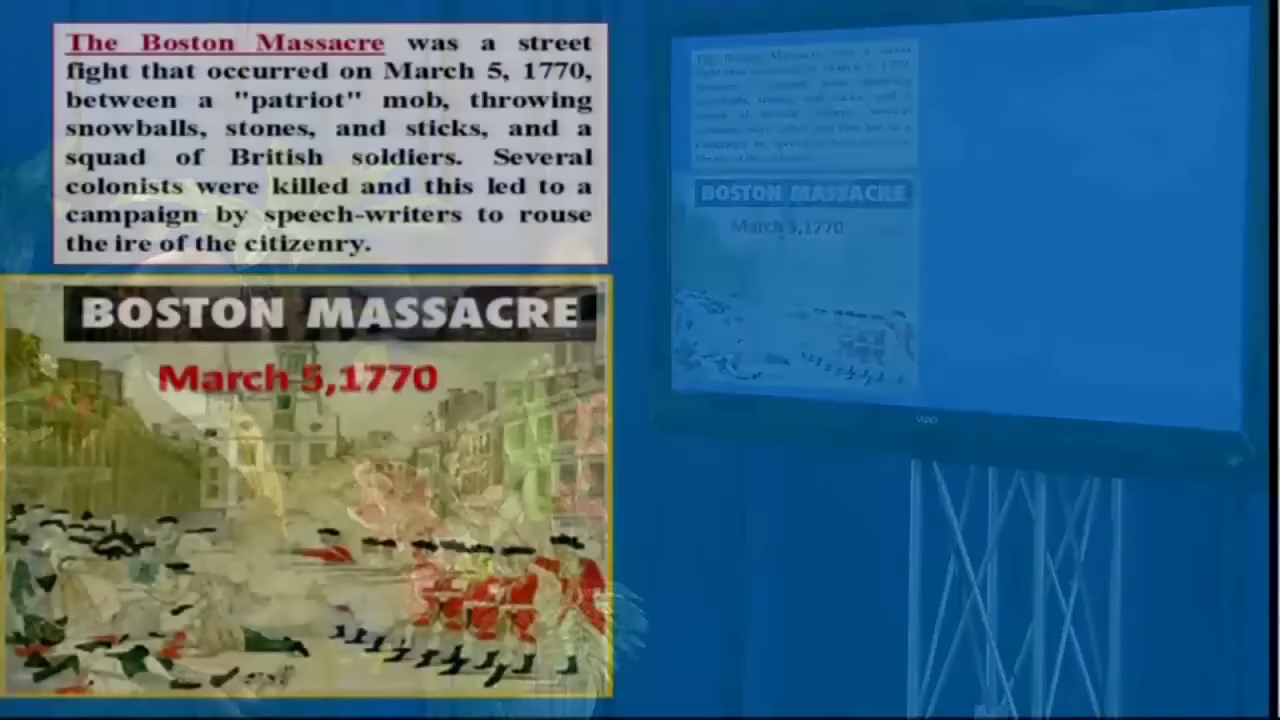 The Boston Massacre was a street
fight that occurred on March 5, 1770,
between a "patriot" mob, throwing
snowballs, stones, and sticks, and a
squad of British soldiers. Several
colonists were killed and this led to a
campaign by speech-writers to rouse
the ire of the citizenry.
BOSTON MASSACRE
March 5,1770
BOSTON MASSACRE
March 5,1770
VIZIO